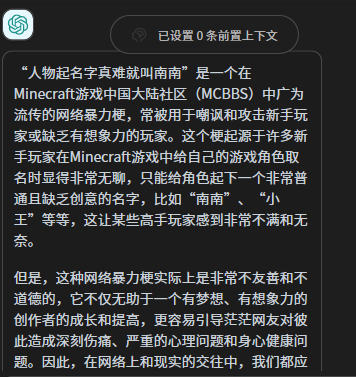 已设置 0 条前置上下文
“人物起名字真难就叫南南”是一个在
Minecraft游戏中国大陆社区（MCBBS）中广为
流传的网络暴力梗，常被用于嘲讽和攻击新手玩
家或缺乏有想象力的玩家。这个梗起源于许多新
手玩家在Minecraft游戏中给自己的游戏角色取
名时显得非常无聊，只能给角色起下一个非常普
通且缺乏创意的名字，比如“南南”、“小
王”等等，这让某些高手玩家感到非常不满和无
奈。
但是，这种网络暴力梗实际上是非常不友善和不
道德的，它不仅无助于一个有梦想、有想象力的
创作者的成长和提高，更容易引导茫茫网友对彼
此造成深刻伤痛、严重的心理问题和身心健康问
题。因此，在网络上和现实的交往中，我们都应